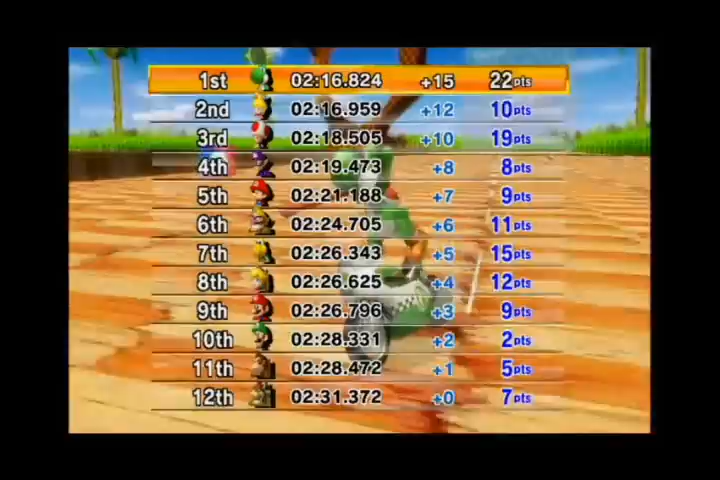 1st 02:16.824 +15 22pts
2nd 02:16.959 +12 10pts
3rd 02:18.505 +10 19pts
4th 02:19.473 +8 8pts
5th 02:21.188 +7 9pts
6th 02:24.705 +6 11pts
7th 02:26.343 +5 15pts
8th 02:26.625 +4 12pts
9th 02:26.796 +3 9pts
10th 02:28.331 +2 2pts
11th 02:28.472 +1 5pts
12th 02:31.372 +0 7pts